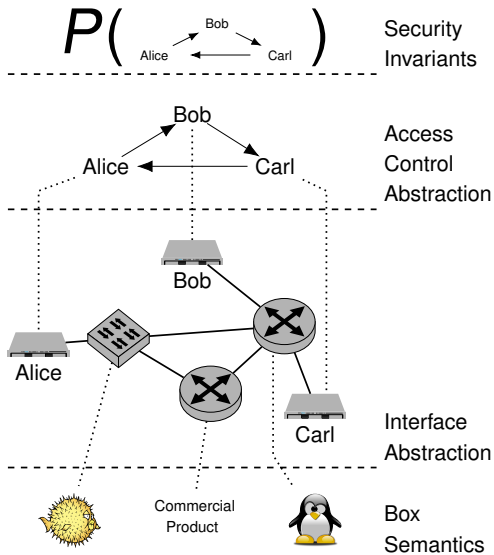 P( Bob )
Alice Carl
Security
Invariants
Bob
Alice Carl
Access
Control
Abstraction
Bob
Alice
Carl
Interface
Abstraction
Commercial
Product
Box
Semantics